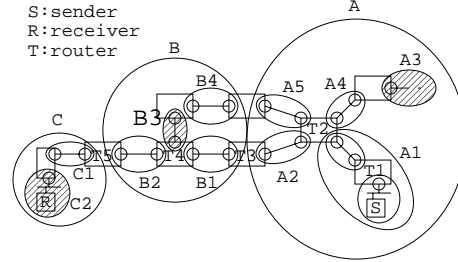 S:sender
R:receiver
T:router
A
B
A3
B4
A5
A4
B3
T2
C
A1
T5
T4
T3
C1
B2
B1
A2
T1
R
C2
S